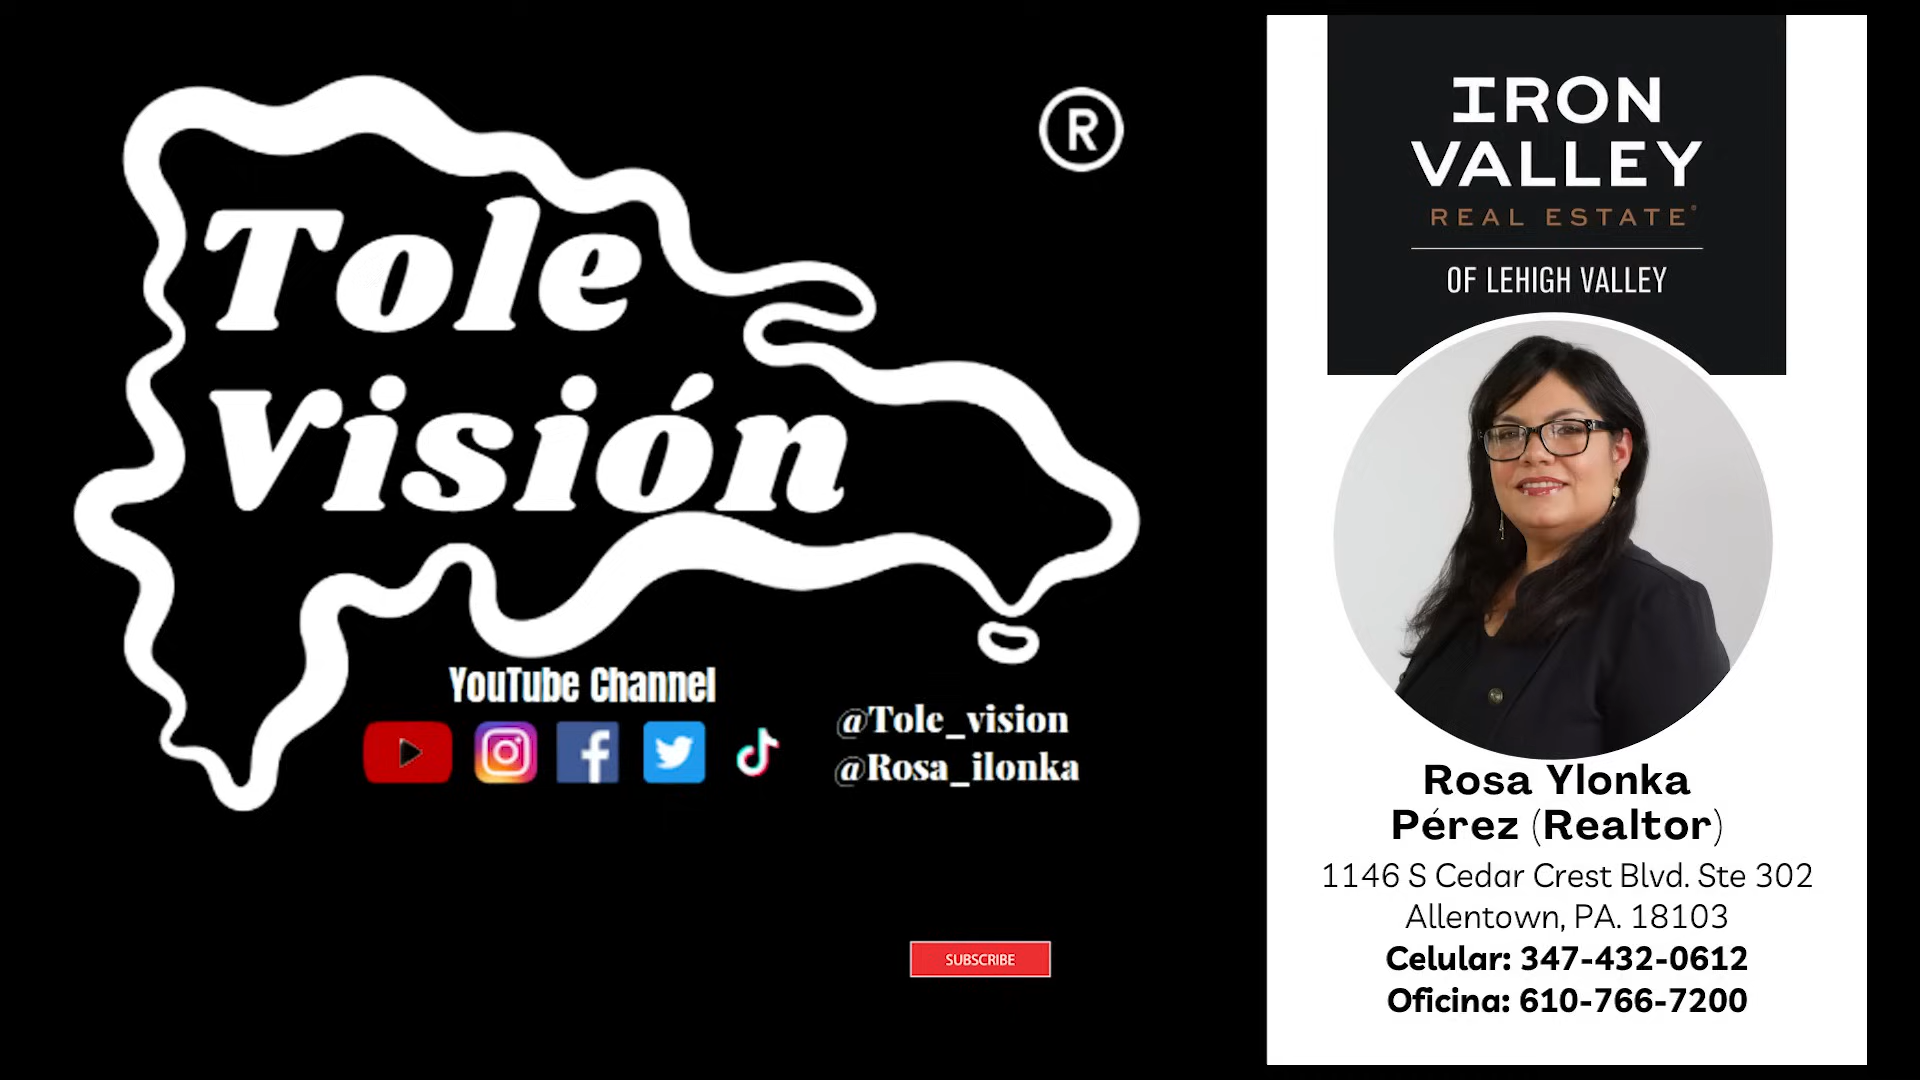 ®
Tole
Visión
YouTube Channel
@Tole_vision
@Rosa_ilonka
SUBSCRIBE
IRON
VALLEY
REAL ESTATE®
OF LEHIGH VALLEY
Rosa Ylonka
Pérez (Realtor)
1146 S Cedar Crest Blvd. Ste 302
Allentown, PA. 18103
Celular: 347-432-0612
Oficina: 610-766-7200